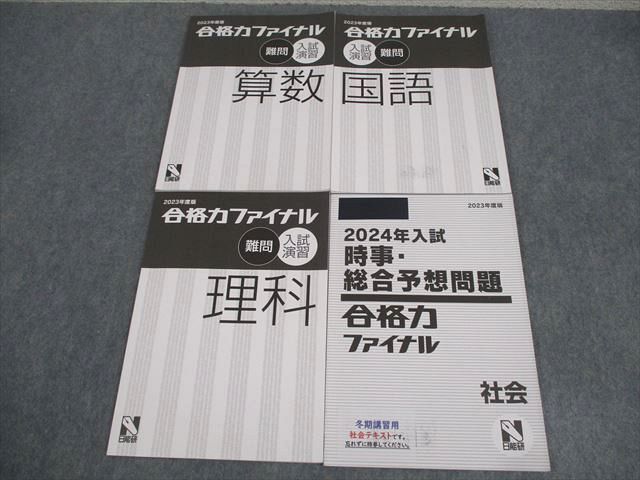 2023年度版
合格力ファイナル
難問
入試
演習
算数
日能研
2023年度版
合格力ファイナル
入試
演習
難問
国語
日能研
2023年度版
合格力ファイナル
難問
入試
演習
理科
日能研
2023年度版
2024年入試
時事・
総合予想問題
合格力
ファイナル
社会
冬期講習用
社会テキストです。
忘れずに持参してください。
日能研